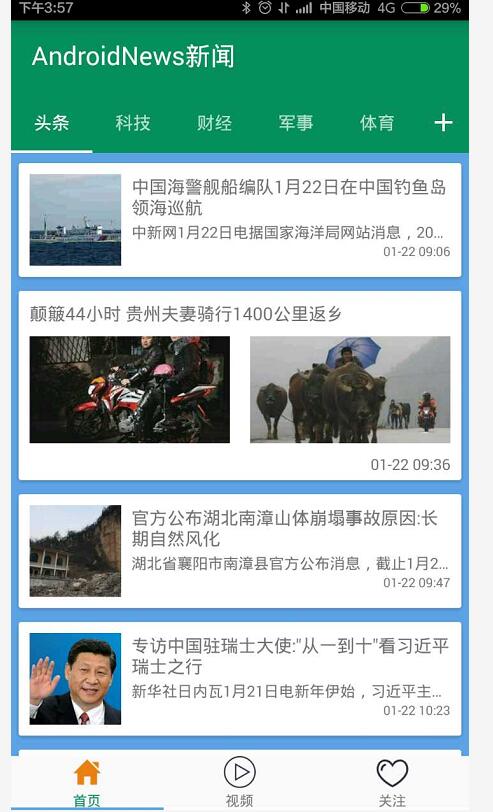 下午3:57 中国移动 4G 29%
AndroidNews新闻
头条 科技 财经 军事 体育 +
中国海警舰船编队1月22日在中国钓鱼岛
领海巡航
中新网1月22日电据国家海洋局网站消息，20...
01-22 09:06
颠簸44小时 贵州夫妻骑行1400公里返乡
01-22 09:36
官方公布湖北南漳山体崩塌事故原因:长
期自然风化
湖北省襄阳市南漳县官方公布消息，截止1月2...
01-22 09:47
专访中国驻瑞士大使:"从一到十"看习近平
瑞士之行
新华社日内瓦1月21日电新年伊始，习近平主...
01-22 10:23
首页 视频 关注